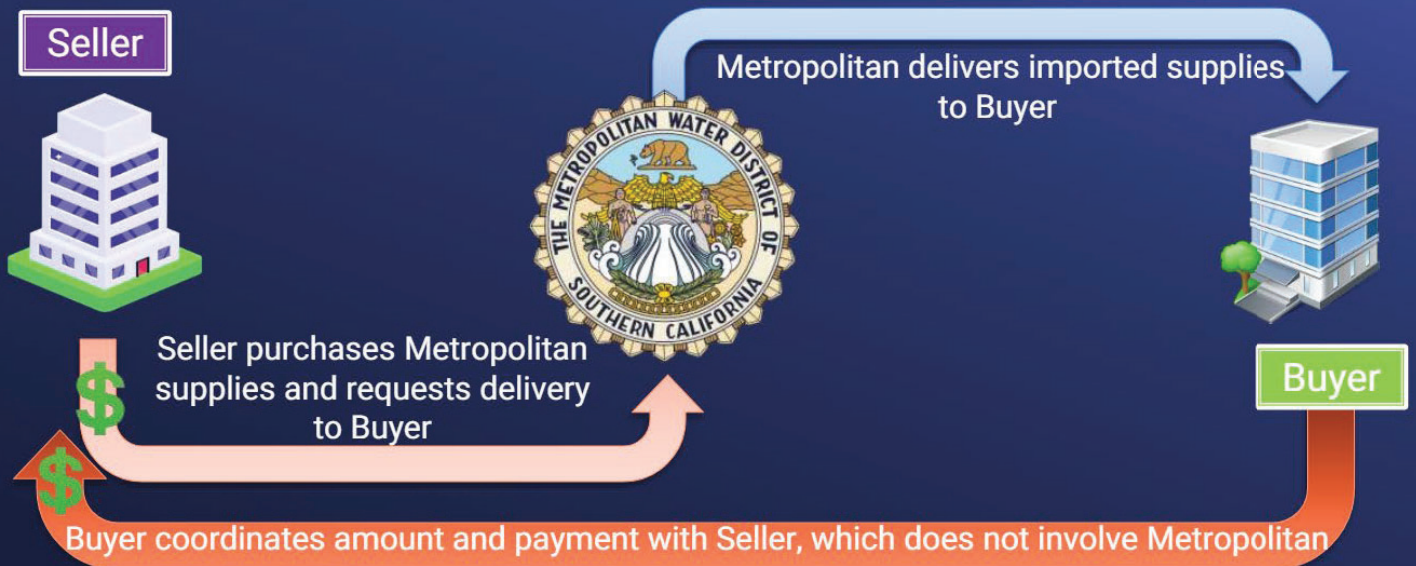 Seller
Metropolitan delivers imported supplies
to Buyer
THE METROPOLITAN WATER DISTRICT OF
SOUTHERN CALIFORNIA
Seller purchases Metropolitan
supplies and requests delivery
to Buyer
$
$
Buyer
Buyer coordinates amount and payment with Seller, which does not involve Metropolitan